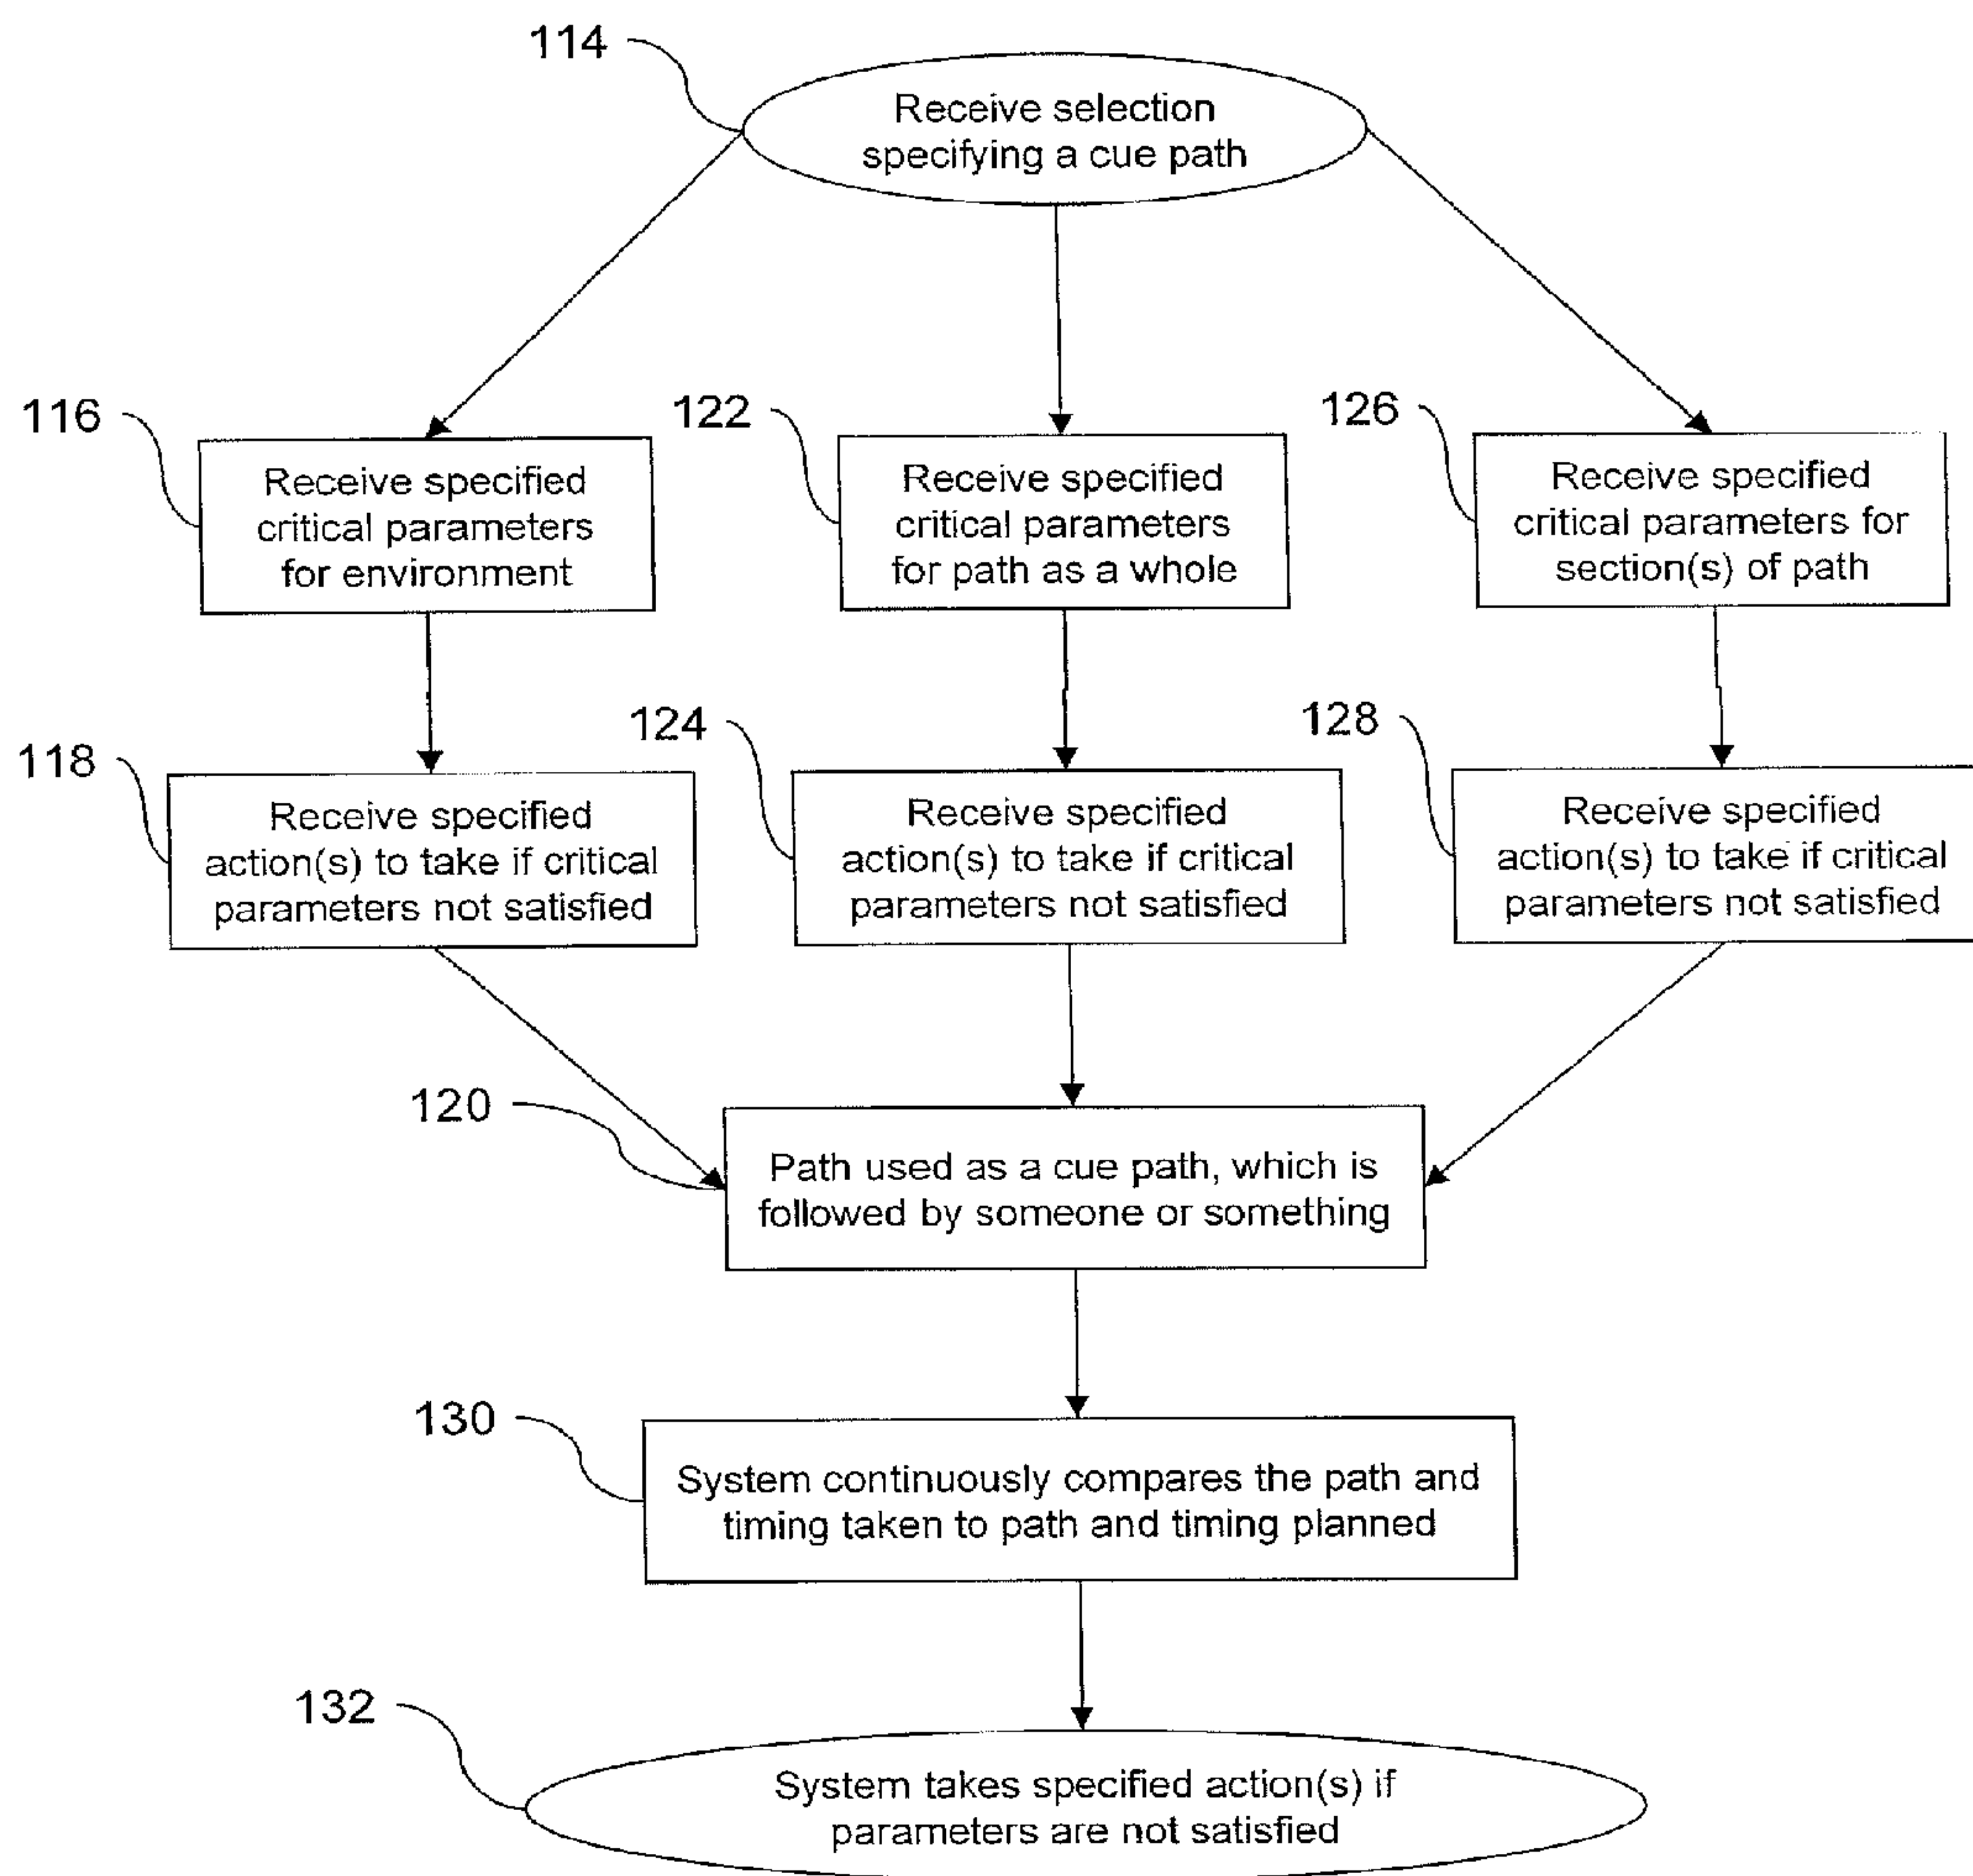 114
Receive selection
specifying a cue path
116
Receive specified
critical parameters
for environment
122
Receive specified
critical parameters
for path as a whole
126
Receive specified
critical parameters for
section(s) of path
118
Receive specified
action(s) to take if critical
parameters not satisfied
124
Receive specified
action(s) to take if critical
parameters not satisfied
128
Receive specified
action(s) to take if critical
parameters not satisfied
120
Path used as a cue path, which is
followed by someone or something
130
System continuously compares the path and
timing taken to path and timing planned
132
System takes specified action(s) if
parameters are not satisfied